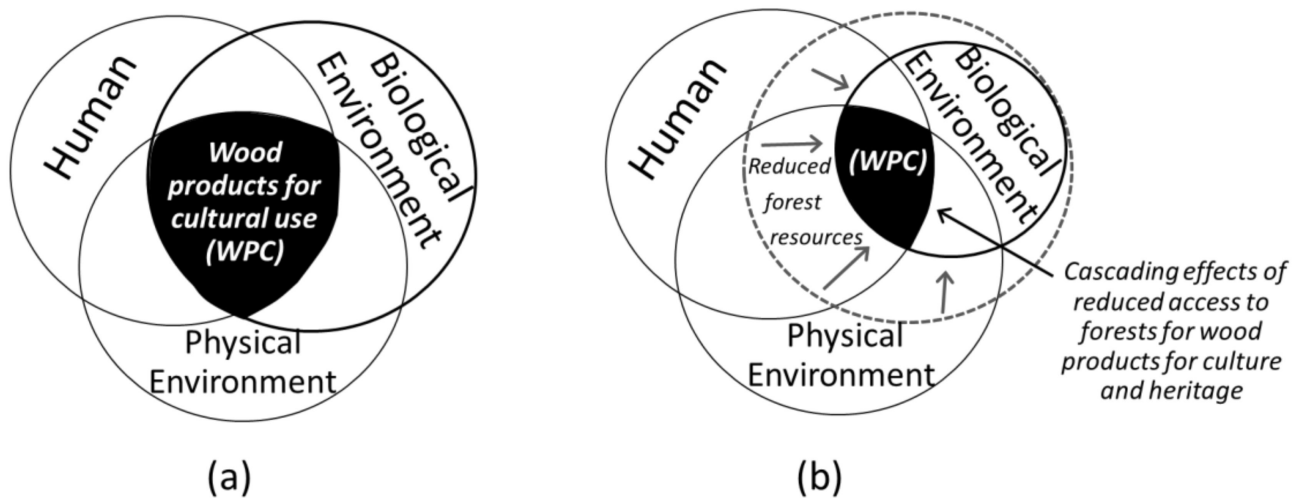 Human
Biological
Environment
Wood
products for
cultural use
(WPC)
Physical
Environment
(a)
Human
Biological
Environment
(WPC)
Reduced
forest
resources
Physical
Environment
Cascading effects of
reduced access to
forests for wood
products for culture
and heritage
(b)